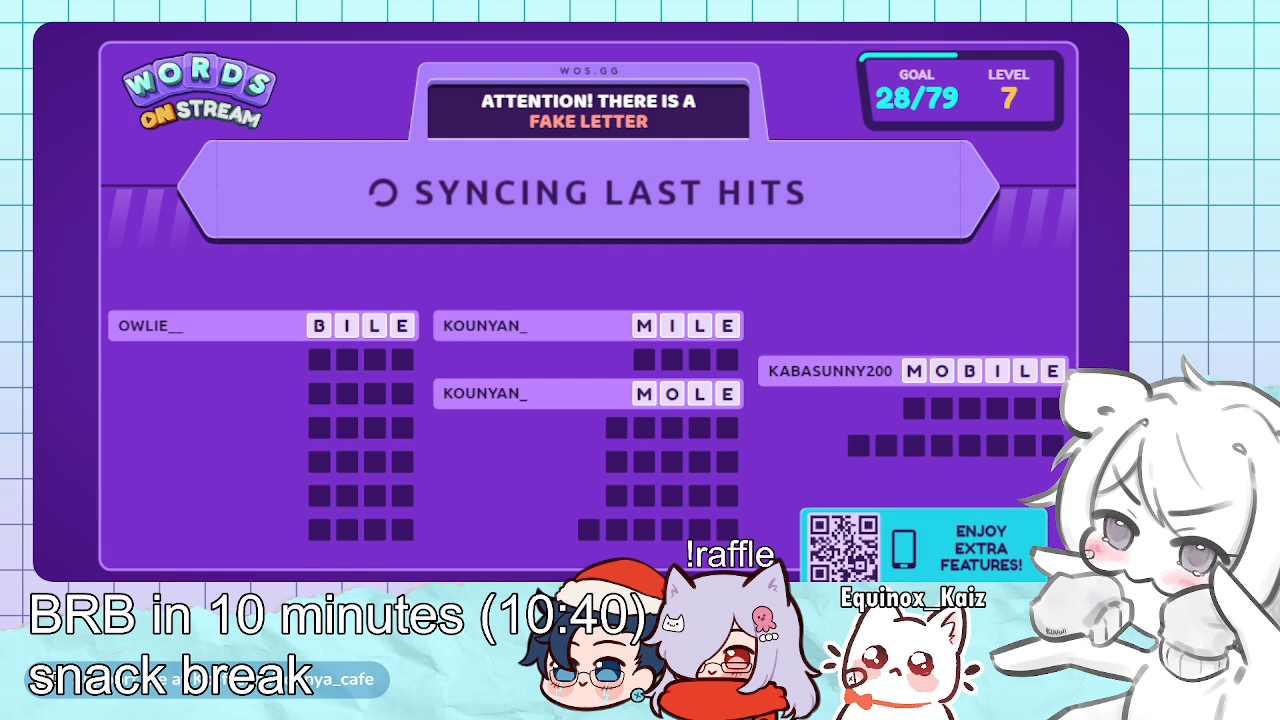 WORDS
ON STREAM
WOS.GG
ATTENTION! THERE IS A
FAKE LETTER
GOAL
28/79
LEVEL
7
SYNCING LAST HITS
OWLIE__ BILE
KOUNYAN_ MILE
KOUNYAN_ MOLE
KABASUNNY200 MOBILE
ENJOY
EXTRA
FEATURES!
!raffle
Equinox_Kaiz
BRB in 10 minutes (10:40)
snack break